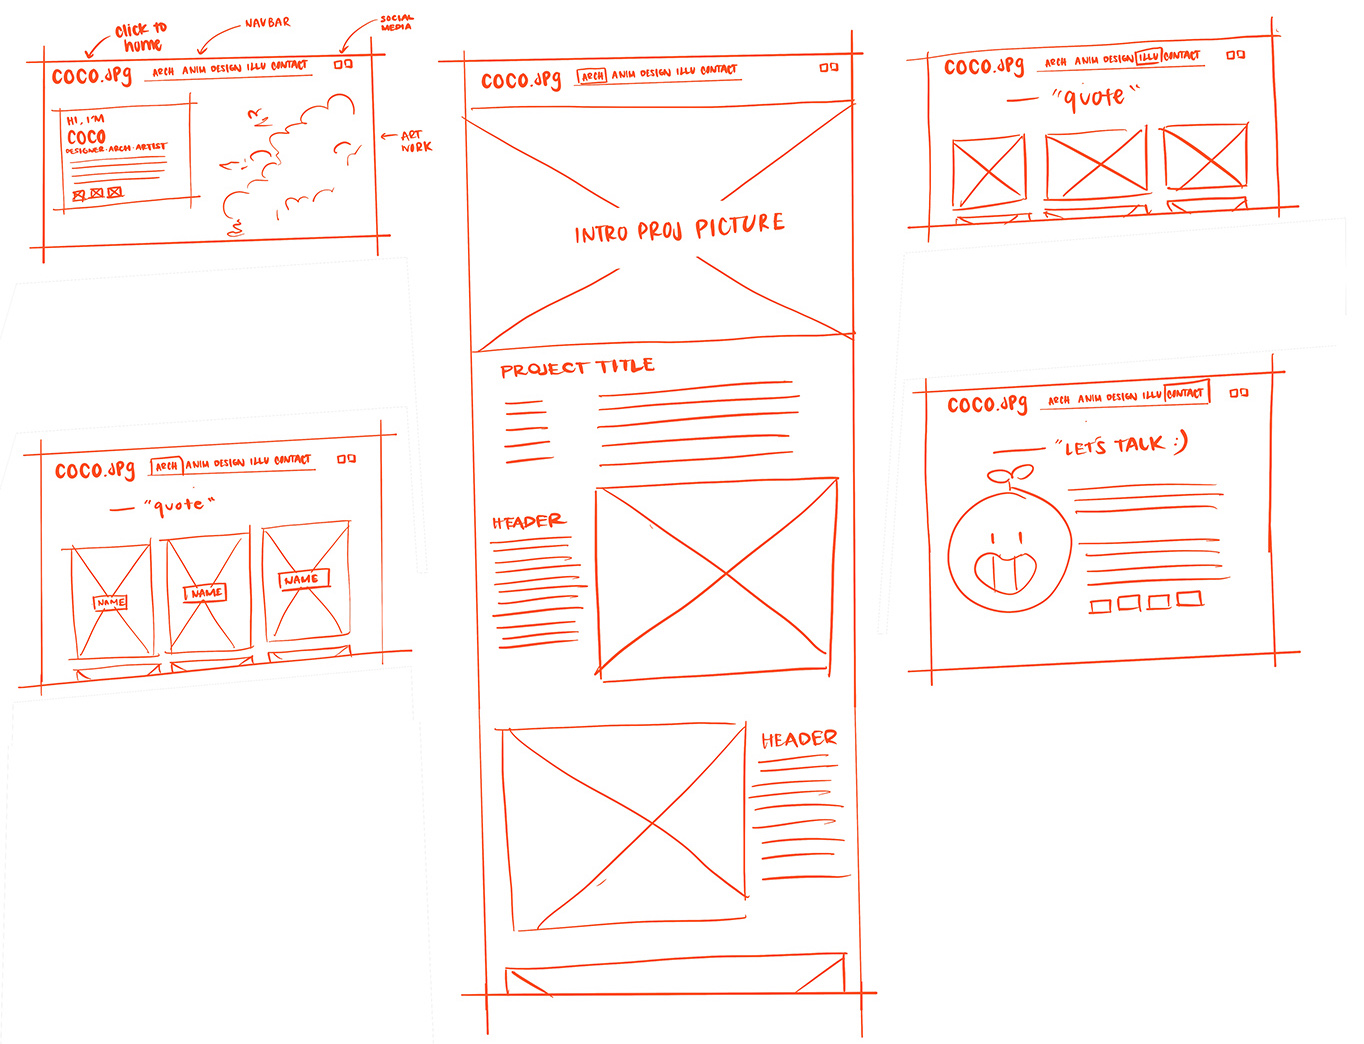 click to
home
NAVBAR
SOCIAL
MEDIA
COCO.JPg
ARCH ANIM DESIGN ILLU CONTACT
HI, I'M
COCO
DESIGNER·ARCH·ARTIST
ART
WORK
COCO.JPg
ARCH ANIM DESIGN ILLU CONTACT
"quote"
NAME
NAME
NAME
COCO.JPg
ARCH ANIM DESIGN ILLU CONTACT
INTRO PROJ PICTURE
PROJECT TITLE
HEADER
HEADER
COCO.JPg
ARCH ANIM DESIGN ILLU CONTACT
"quote"
COCO.JPg
ARCH ANIM DESIGN ILLU CONTACT
"LET'S TALK :)